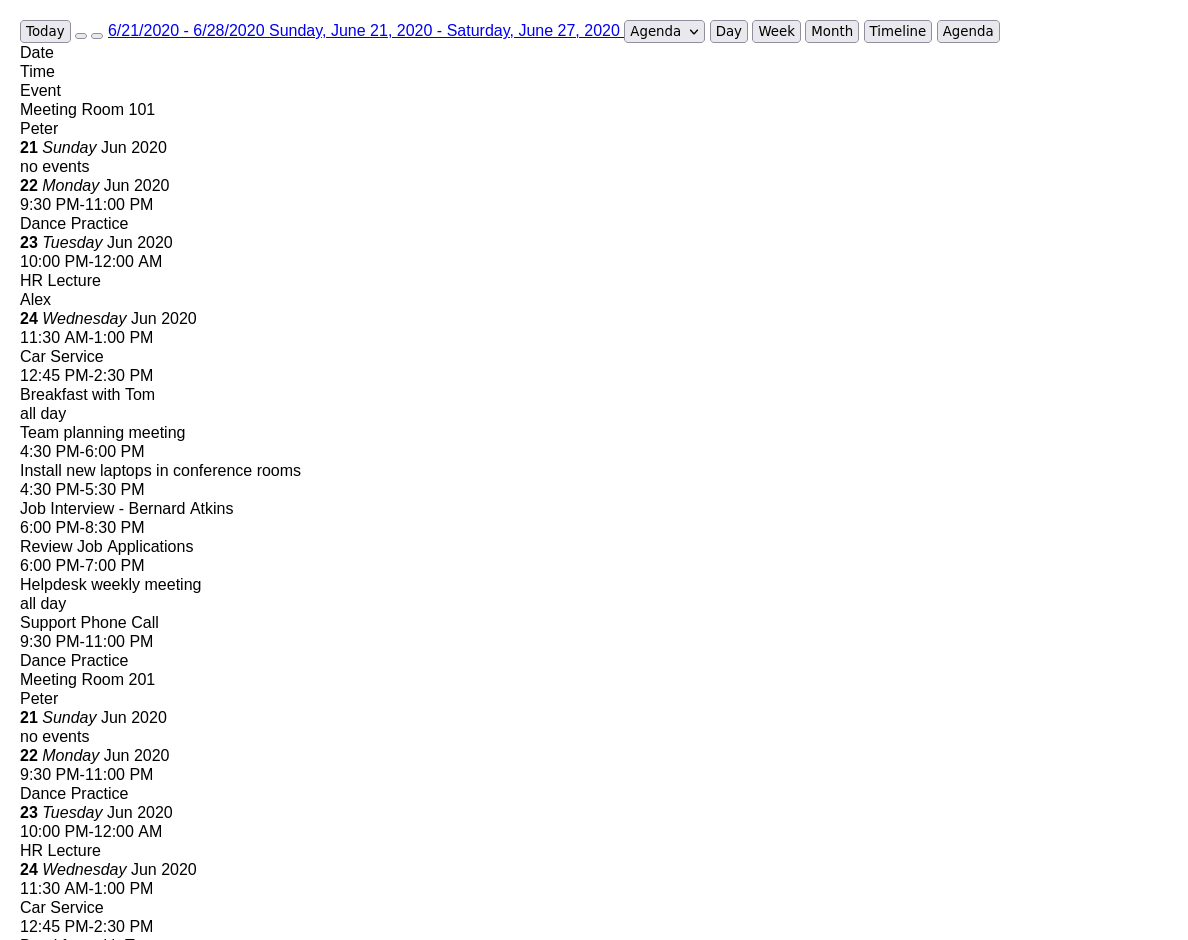 Today 6/21/2020 - 6/28/2020 Sunday, June 21, 2020 - Saturday, June 27, 2020 Agenda Day Week Month Timeline Agenda
Date
Time
Event
Meeting Room 101
Peter
21 Sunday Jun 2020
no events
22 Monday Jun 2020
9:30 PM-11:00 PM
Dance Practice
23 Tuesday Jun 2020
10:00 PM-12:00 AM
HR Lecture
Alex
24 Wednesday Jun 2020
11:30 AM-1:00 PM
Car Service
12:45 PM-2:30 PM
Breakfast with Tom
all day
Team planning meeting
4:30 PM-6:00 PM
Install new laptops in conference rooms
4:30 PM-5:30 PM
Job Interview - Bernard Atkins
6:00 PM-8:30 PM
Review Job Applications
6:00 PM-7:00 PM
Helpdesk weekly meeting
all day
Support Phone Call
9:30 PM-11:00 PM
Dance Practice
Meeting Room 201
Peter
21 Sunday Jun 2020
no events
22 Monday Jun 2020
9:30 PM-11:00 PM
Dance Practice
23 Tuesday Jun 2020
10:00 PM-12:00 AM
HR Lecture
24 Wednesday Jun 2020
11:30 AM-1:00 PM
Car Service
12:45 PM-2:30 PM